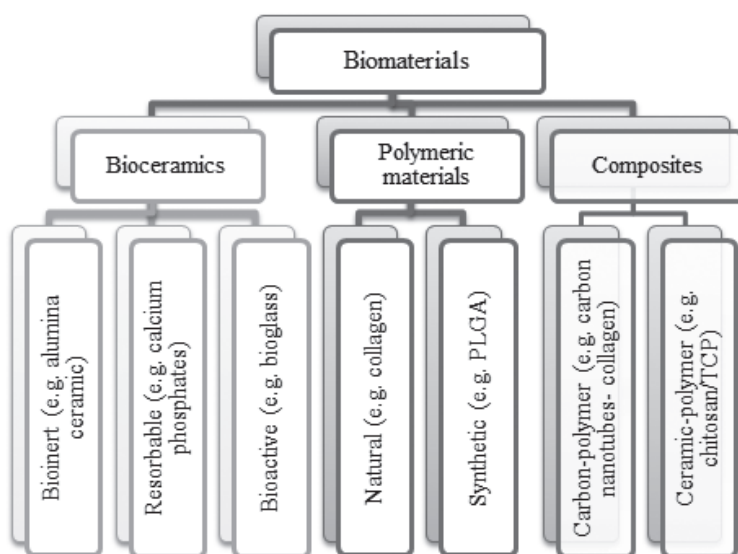 Biomaterials
Bioceramics
Polymeric
materials
Composites
Bioinert (e.g. alumina
ceramic)
Resorbable (e.g. calcium
phosphates)
Bioactive (e.g. bioglass)
Natural (e.g. collagen)
Synthetic (e.g. PLGA)
Carbon-polymer (e.g. carbon
nanotubes- collagen)
Ceramic-polymer (e.g.
chitosan/TCP)